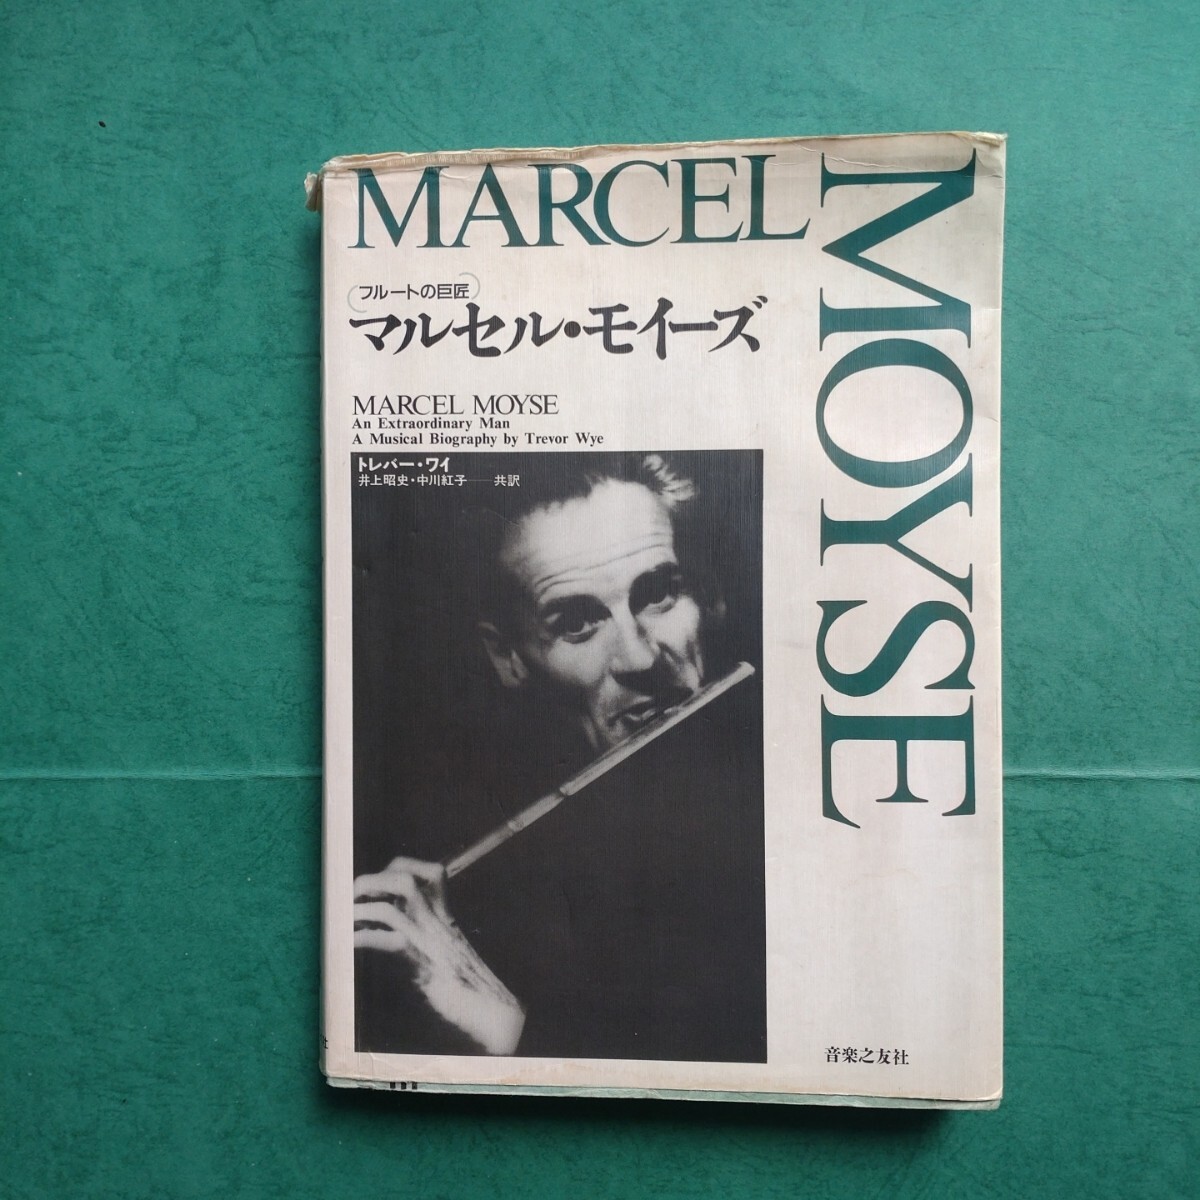 MARCEL
MOYSE
(フルートの巨匠)
マルセル・モイーズ
MARCEL MOYSE
An Extraordinary Man
A Musical Biography by Trevor Wye
トレバー・ワイ
井上昭史・中川紅子——共訳
音楽之友社
社